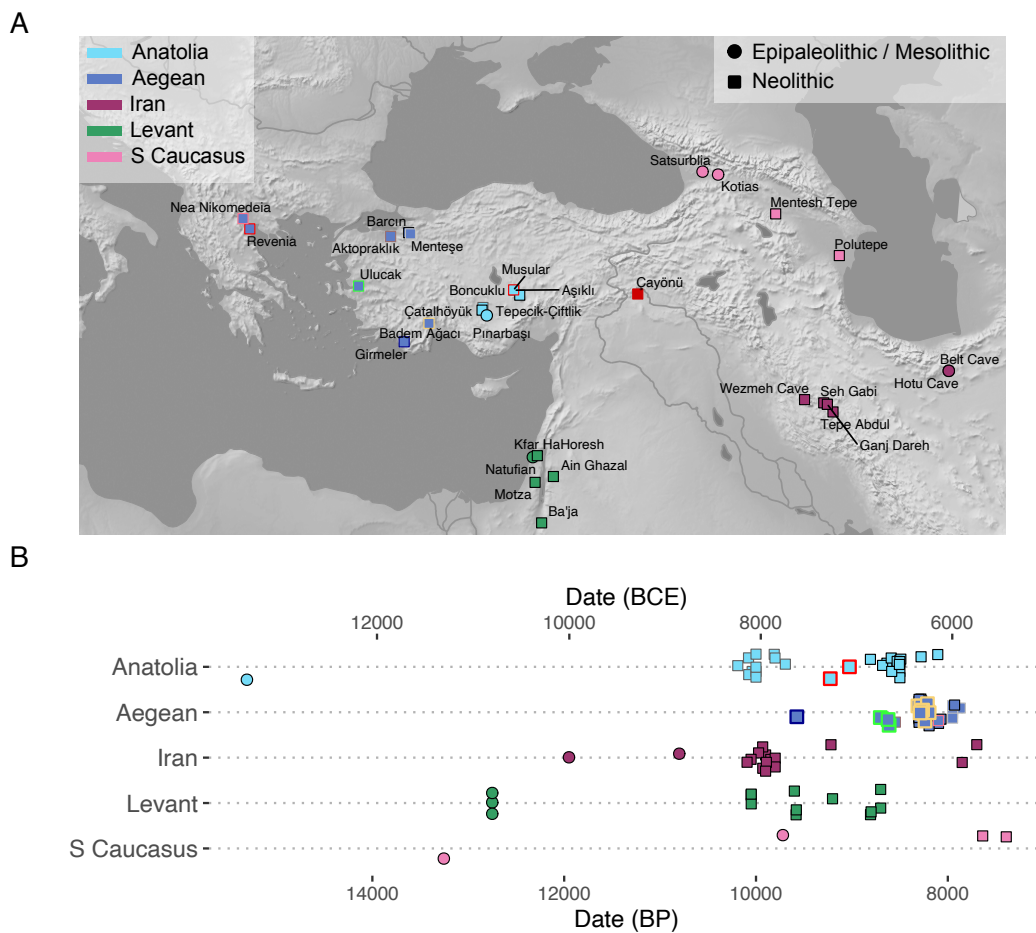 A
Anatolia
Aegean
Iran
Levant
S Caucasus
Epipaleolithic / Mesolithic
Neolithic
Satsurblia
Kotias
Mentesh Tepe
Nea Nikomedeia
Revenia
Barcın
Aktopraklık
Menteşe
Polutepe
Ulucak
Musular
Boncuklu
Aşıklı
Çayönü
Çatalhöyük
Tepecik-Çiftlik
Badem Ağacı
Pınarbaşı
Girmeler
Belt Cave
Hotu Cave
Wezmeh Cave
Seh Gabi
Tepe Abdul
Ganj Dareh
Kfar HaHoresh
Natufian
Ain Ghazal
Motza
Ba'ja
B
Date (BCE)
12000 10000 8000 6000
Anatolia
Aegean
Iran
Levant
S Caucasus
14000 12000 10000 8000
Date (BP)